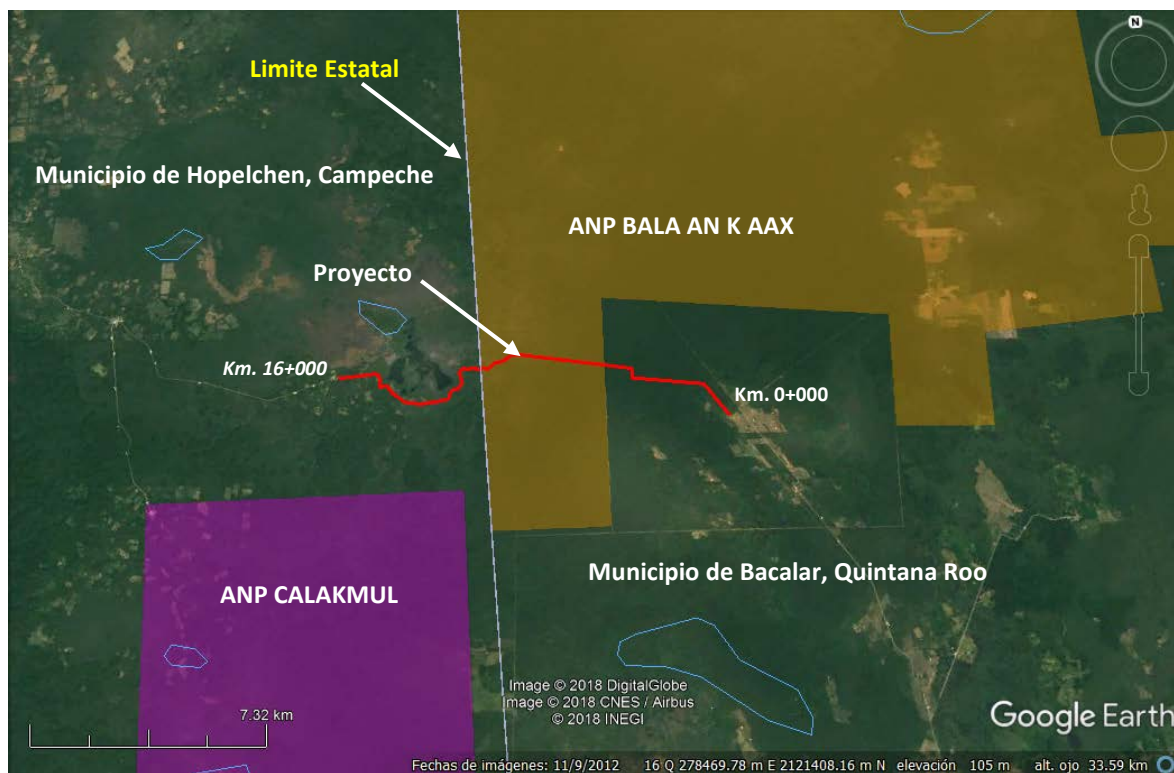 N
Limite Estatal
Municipio de Hopelchen, Campeche
ANP BALA AN K AAX
Proyecto
Km. 16+000
Km. 0+000
Municipio de Bacalar, Quintana Roo
ANP CALAKMUL
Image © 2018 DigitalGlobe
Image © 2018 CNES / Airbus
© 2018 INEGI
7.32 km
Google Earth
Fechas de imágenes: 11/9/2012 16 Q 278469.78 m E 2121408.16 m N elevación 105 m alt. ojo 33.59 km